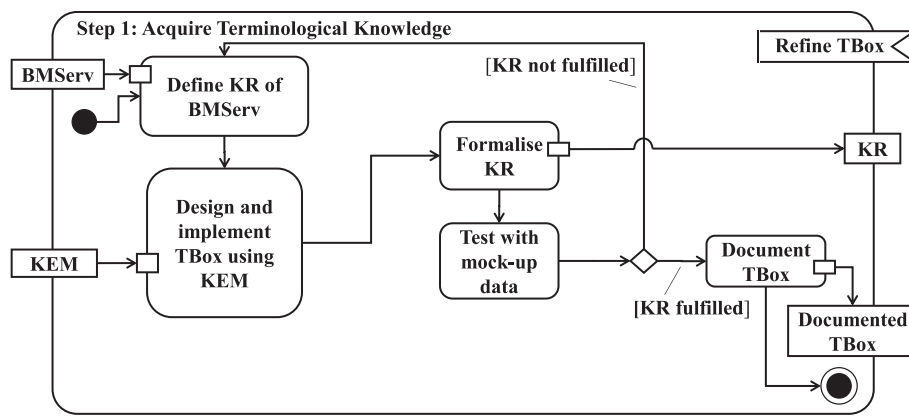 Step 1: Acquire Terminological Knowledge
Refine TBox
BMServ
Define KR of
BMServ
[KR not fulfilled]
Formalise
KR
KR
Design and
implement
TBox using
KEM
KEM
Test with
mock-up
data
Document
TBox
[KR fulfilled]
Documented
TBox